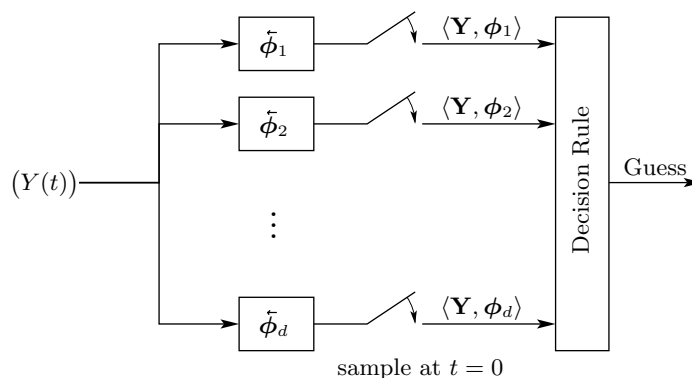 ϕ⃖₁ ⟨𝐘, ϕ₁⟩
ϕ⃖₂ ⟨𝐘, ϕ₂⟩
(Y(t))
Decision Rule
Guess
⋮
ϕ⃖_d ⟨𝐘, ϕ_d⟩
sample at t = 0